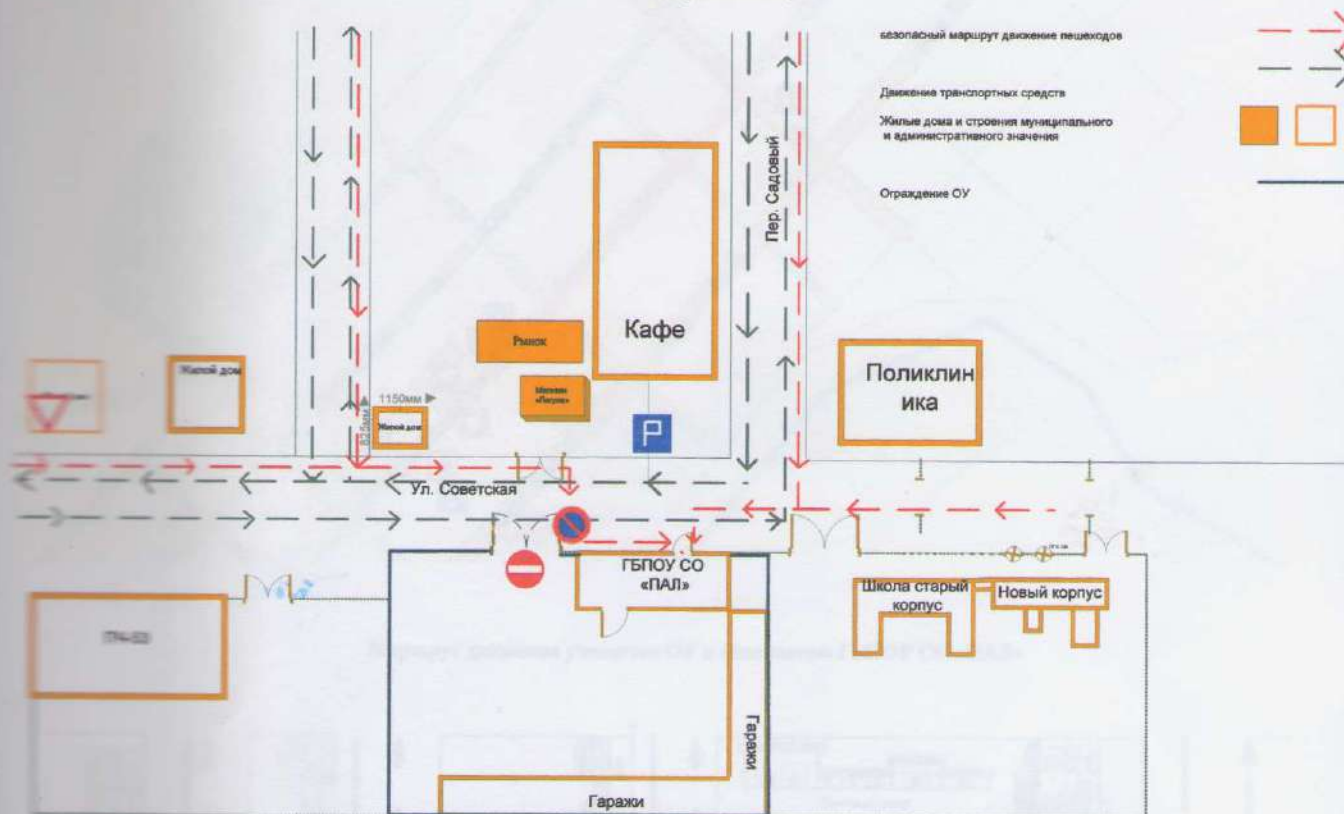 безопасный маршрут движение пешеходов
Движение транспортных средств
Жилые дома и строения муниципального
и административного значения
Ограждение ОУ
Пер. Садовый
Кафе
Рынок
Магазин
Жилой дом
1150мм
825мм
Жилой дом
P
Поликлин
ика
Ул. Советская
ГБПОУ СО
«ПАЛ»
Школа старый
корпус
Новый корпус
Гаражи
Гаражи